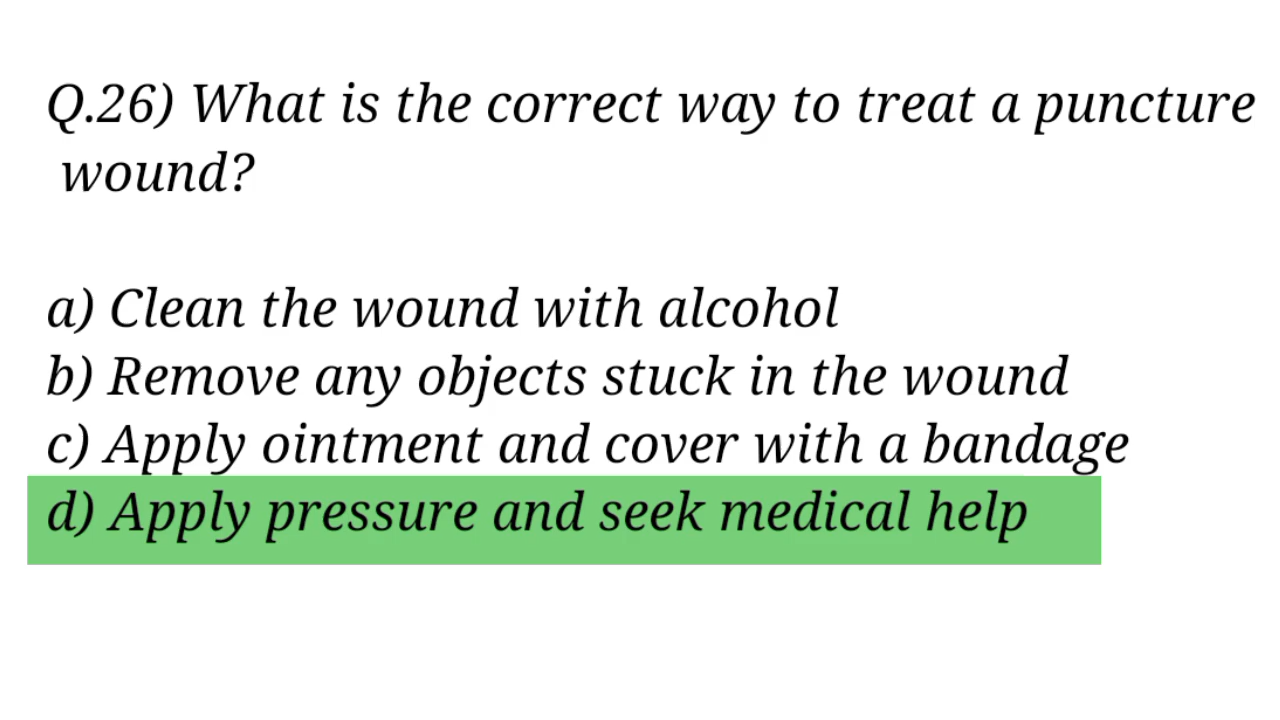 Q.26) What is the correct way to treat a puncture
wound?
a) Clean the wound with alcohol
b) Remove any objects stuck in the wound
c) Apply ointment and cover with a bandage
d) Apply pressure and seek medical help